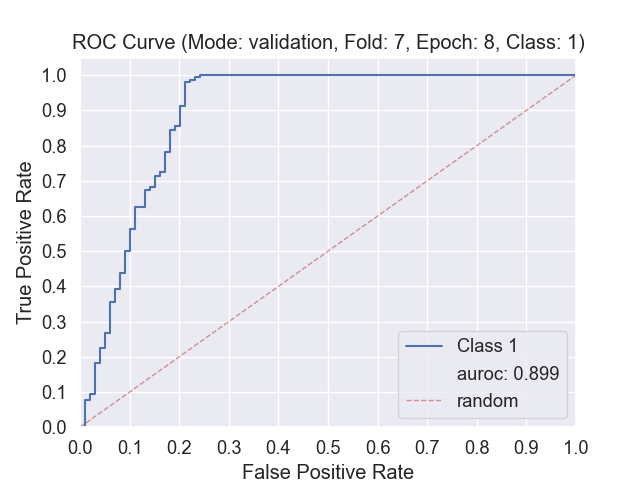 ROC Curve (Mode: validation, Fold: 7, Epoch: 8, Class: 1)
1.0
0.9
0.8
0.7
0.6
0.5
0.4
0.3
0.2
0.1
0.0
True Positive Rate
Class 1
auroc: 0.899
random
0.0 0.1 0.2 0.3 0.4 0.5 0.6 0.7 0.8 0.9 1.0
False Positive Rate